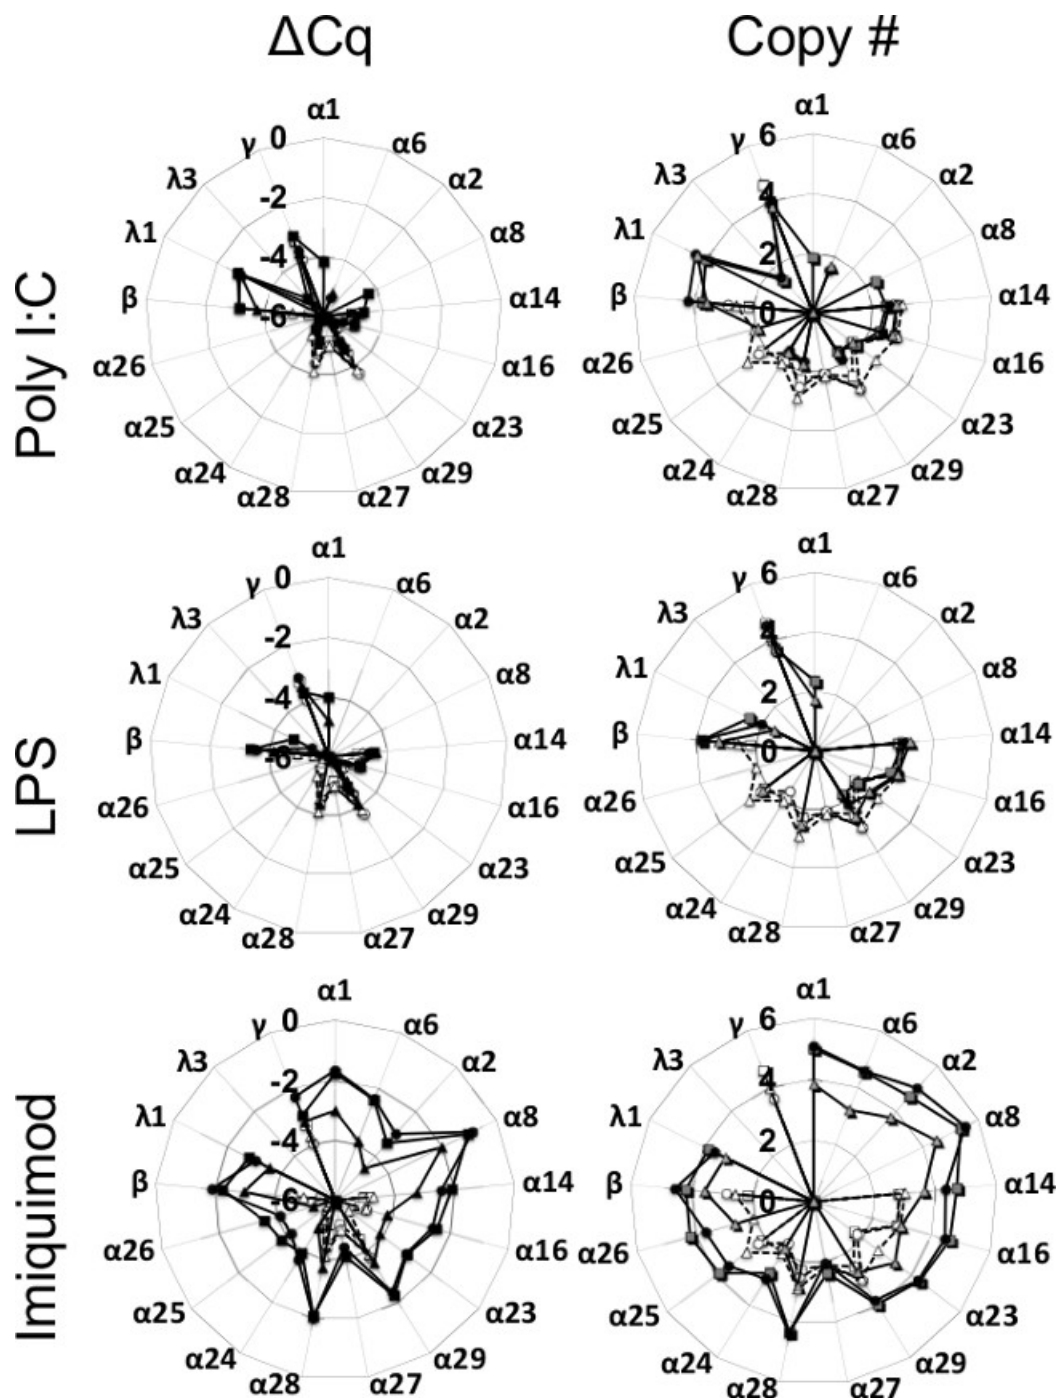 ΔCq Copy #
Poly I:C
α1
γ 0 α6
λ3 α2
-2
λ1 α8
-4
β α14
-6
α26 α16
α25 α23
α24 α29
α28 α27
α1
γ 6 α6
λ3 α2
4
λ1 α8
2
β α14
0
α26 α16
α25 α23
α24 α29
α28 α27
LPS
α1
γ 0 α6
λ3 α2
-2
λ1 α8
-4
β α14
-6
α26 α16
α25 α23
α24 α29
α28 α27
α1
γ 6 α6
λ3 α2
4
λ1 α8
2
β α14
0
α26 α16
α25 α23
α24 α29
α28 α27
Imiquimod
α1
γ 0 α6
λ3 α2
-2
λ1 α8
-4
β α14
-6
α26 α16
α25 α23
α24 α29
α28 α27
α1
γ 6 α6
λ3 α2
4
λ1 α8
2
β α14
0
α26 α16
α25 α23
α24 α29
α28 α27